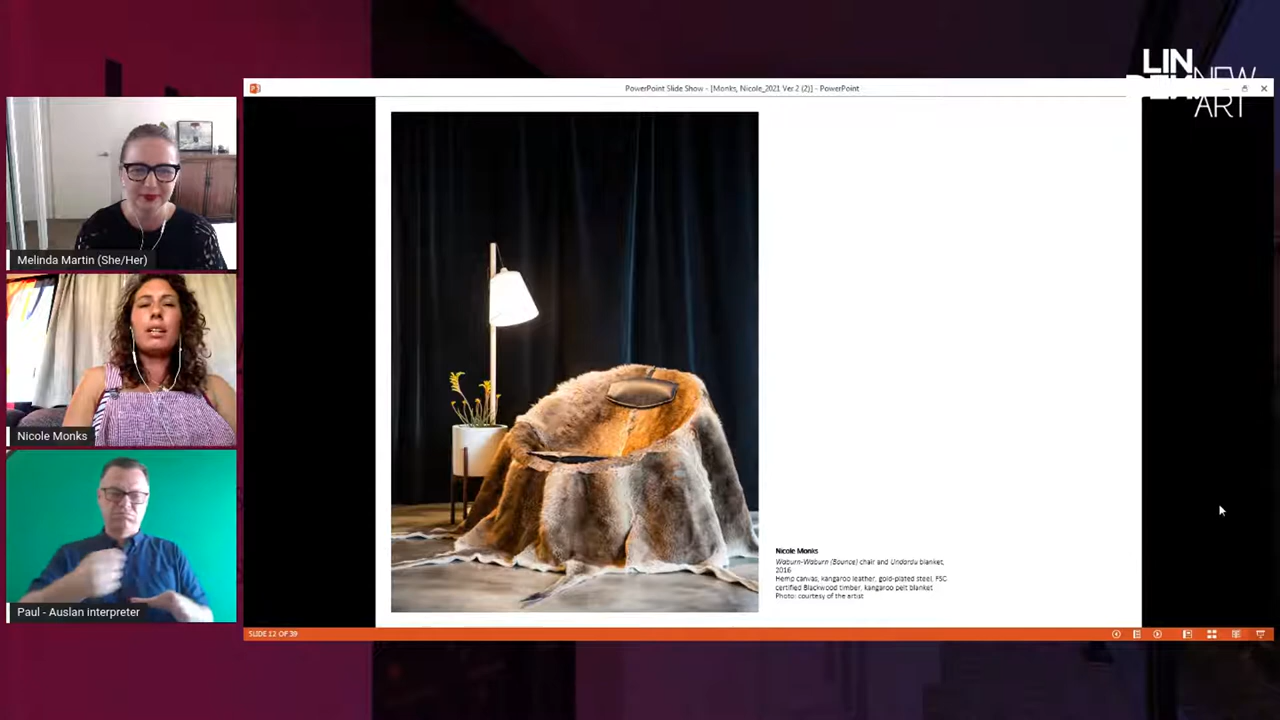 LIN
NEW
ART
PowerPoint Slide Show - [Monks, Nicole_2021 Ver 2 (2)] - PowerPoint
Melinda Martin (She/Her)
Nicole Monks
Paul - Auslan interpreter
Nicole Monks
Waburn-Waburn (Bounce) chair and Undardu blanket,
2016
Hemp canvas, kangaroo leather, gold-plated steel, FSC
certified Blackwood timber, kangaroo pelt blanket
Photo: courtesy of the artist
SLIDE 12 OF 39